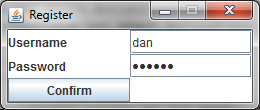 Register
Username dan
Password ••••••
Confirm